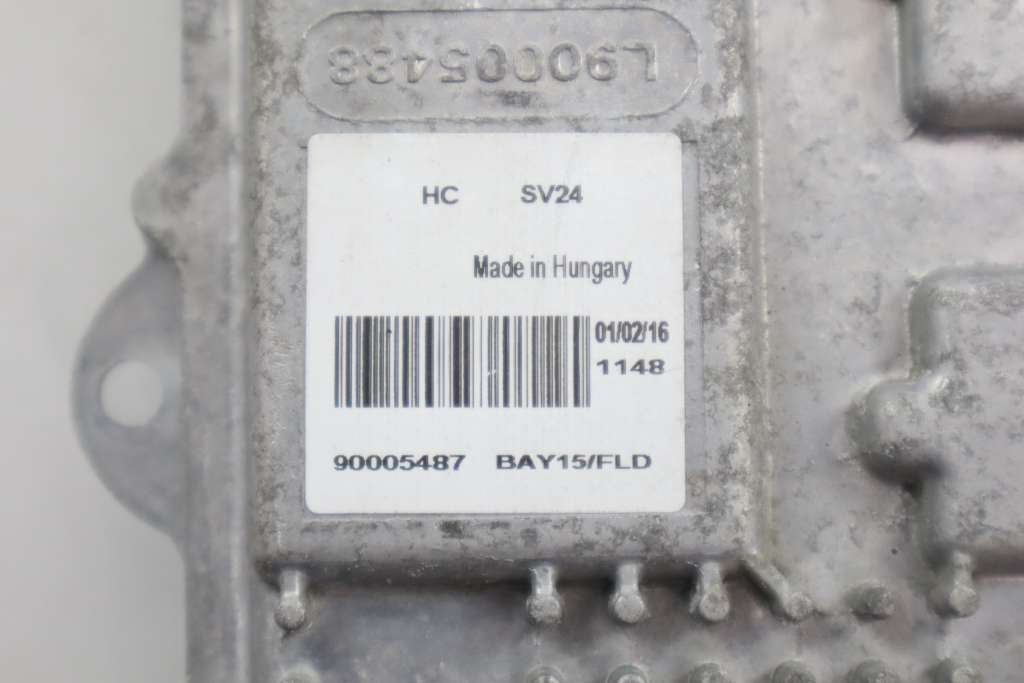 L90005488
HC SV24
Made in Hungary
01/02/16
1148
90005487 BAY15/FLD